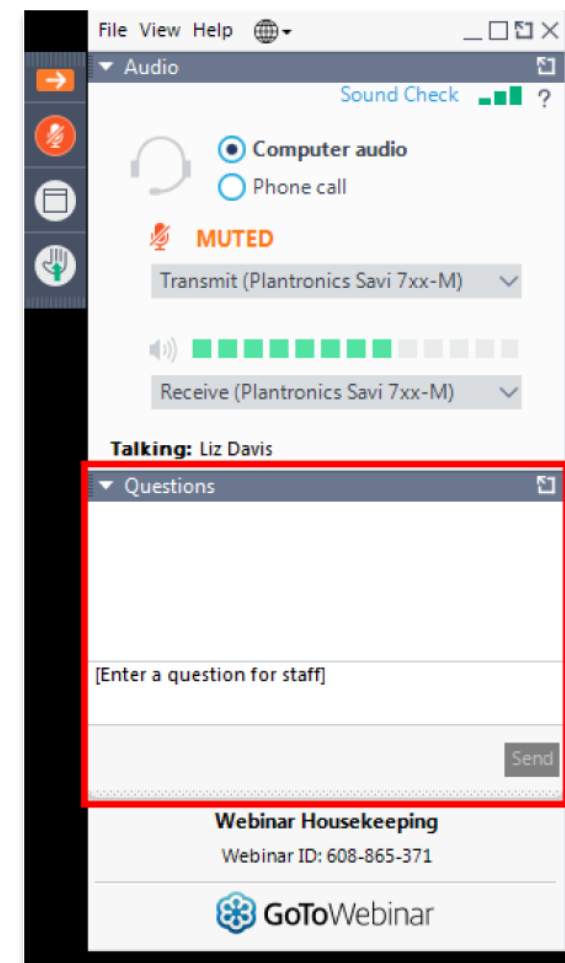 File View Help
Audio
Sound Check ?
Computer audio
Phone call
MUTED
Transmit (Plantronics Savi 7xx-M)
Receive (Plantronics Savi 7xx-M)
Talking: Liz Davis
Questions
[Enter a question for staff]
Send
Webinar Housekeeping
Webinar ID: 608-865-371
GoToWebinar